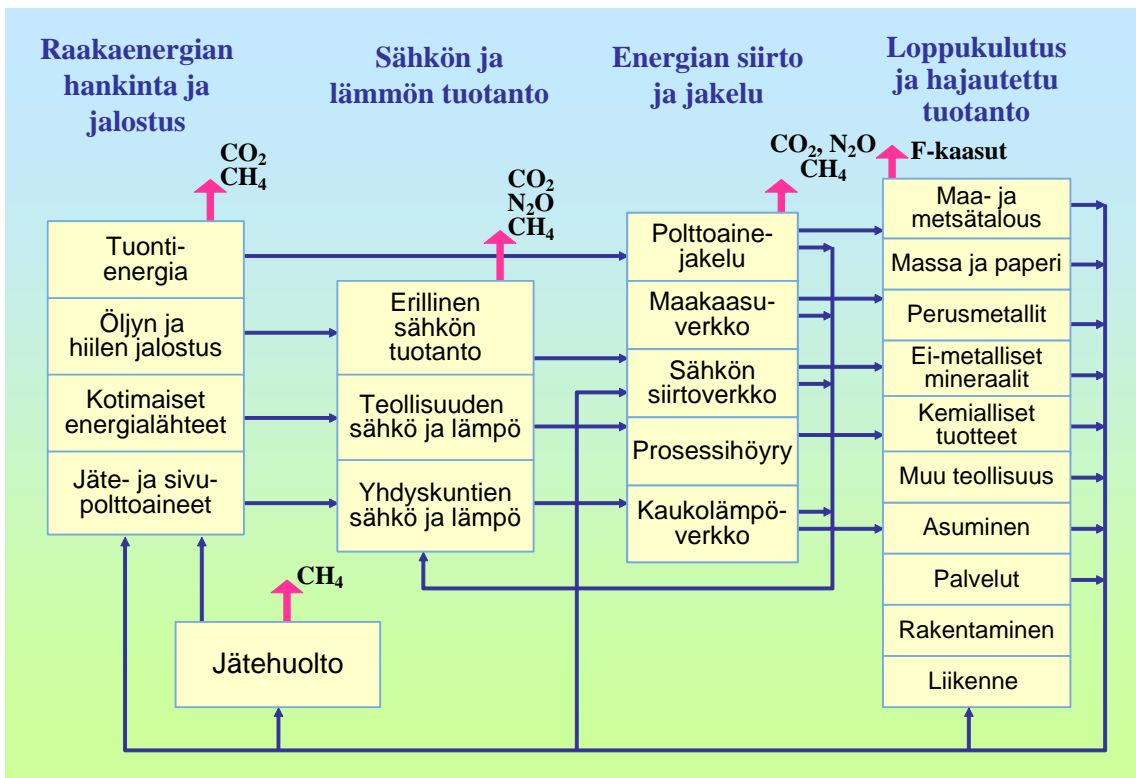 Raakaenergian
hankinta ja
jalostus
Sähkön ja
lämmön tuotanto
Energian siirto
ja jakelu
Loppukulutus
ja hajautettu
tuotanto
CO₂
CH₄
CO₂
N₂O
CH₄
CO₂, N₂O
CH₄
F-kaasut
Tuonti-
energia
Öljyn ja
hiilen jalostus
Kotimaiset
energialähteet
Jäte- ja sivu-
polttoaineet
Erillinen
sähkön
tuotanto
Teollisuuden
sähkö ja lämpö
Yhdyskuntien
sähkö ja lämpö
Polttoaine-
jakelu
Maakaasu-
verkko
Sähkön
siirtoverkko
Prosessihöyry
Kaukolämpö-
verkko
Maa- ja
metsätalous
Massa ja paperi
Perusmetallit
Ei-metalliset
mineraalit
Kemialliset
tuotteet
Muu teollisuus
Asuminen
Palvelut
Rakentaminen
Liikenne
CH₄
Jätehuolto